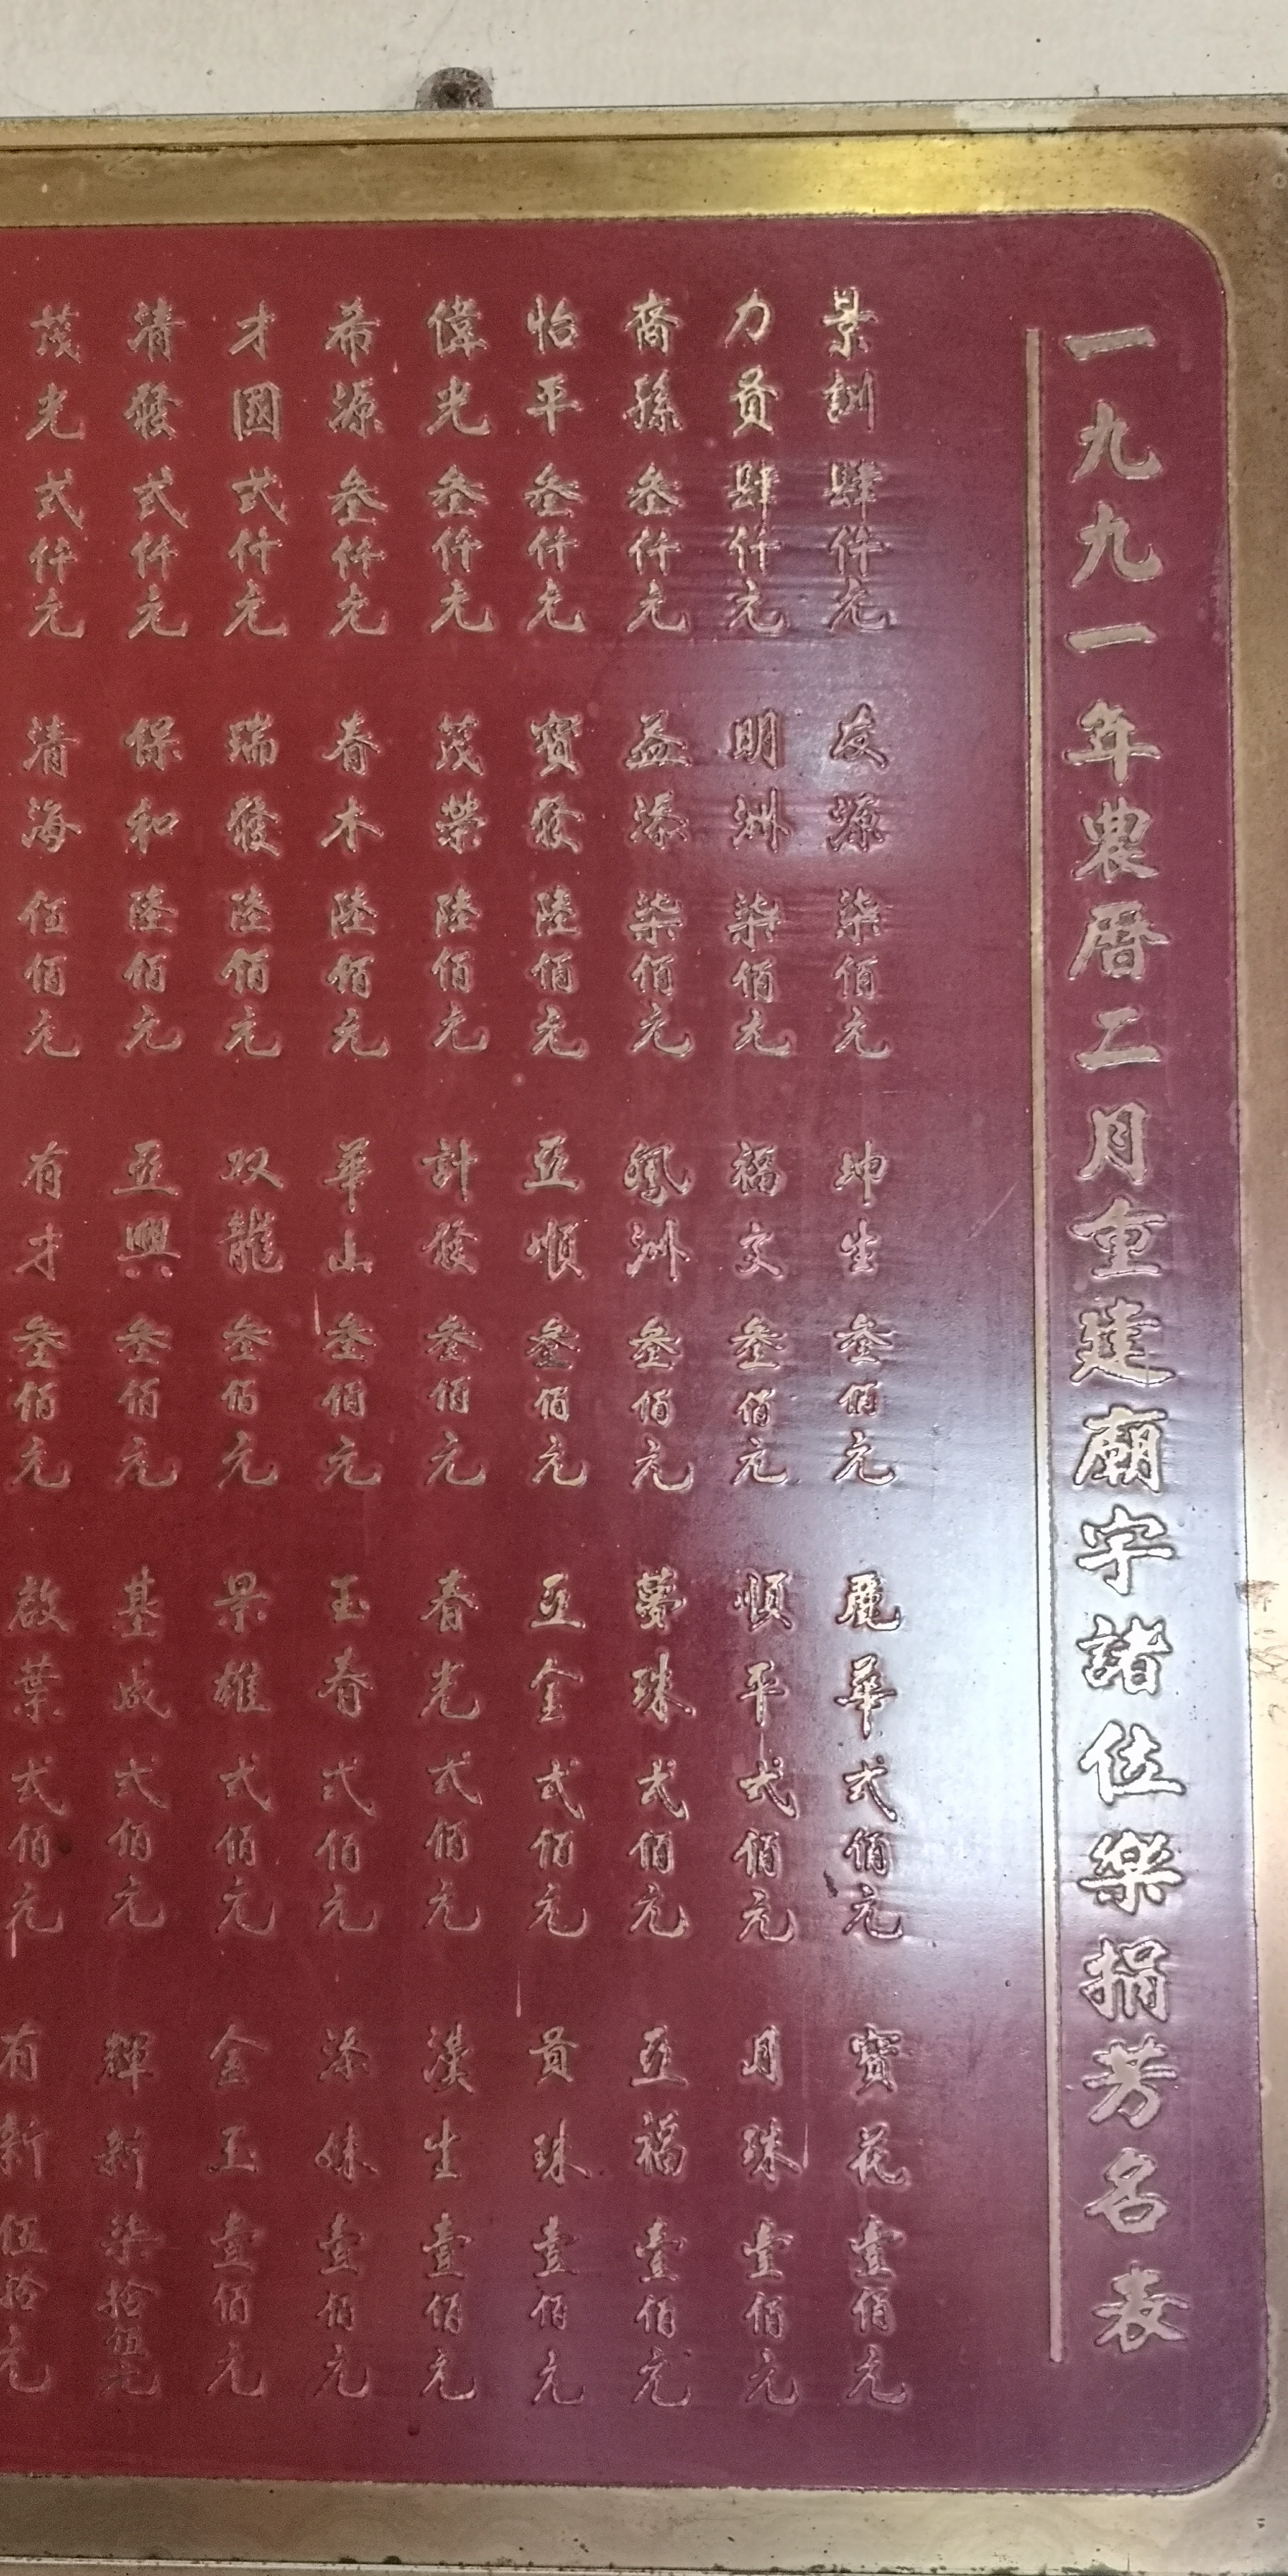 一九九一年農曆二月重建廟宇諸位樂捐芳名表
景訓 肆仟元 友源 柒佰元 坤生 叁佰元 麗華 弍佰元 寶花 壹佰元
力貢 肆仟元 明州 柒佰元 福文 叁佰元 順平 弍佰元 月珠 壹佰元
裔孫 叁仟元 益添 柒佰元 鳳洲 叁佰元 夢珠 弍佰元 亞福 壹佰元
怡平 叁仟元 寶發 陸佰元 亞順 叁佰元 亞金 弍佰元 貢珠 壹佰元
偉光 叁仟元 茂榮 陸佰元 計發 叁佰元 春光 弍佰元 漢生 壹佰元
希源 叁仟元 春木 陸佰元 華山 叁佰元 玉春 弍佰元 添妹 壹佰元
才國 弍仟元 瑞發 陸佰元 双龍 叁佰元 景雄 弍佰元 金玉 壹佰元
清發 弍仟元 保和 陸佰元 亞興 叁佰元 基成 弍佰元 輝新 柒拾伍元
茂光 弍仟元 清海 伍佰元 有才 叁佰元 啟葉 弍佰元 有新 伍拾元